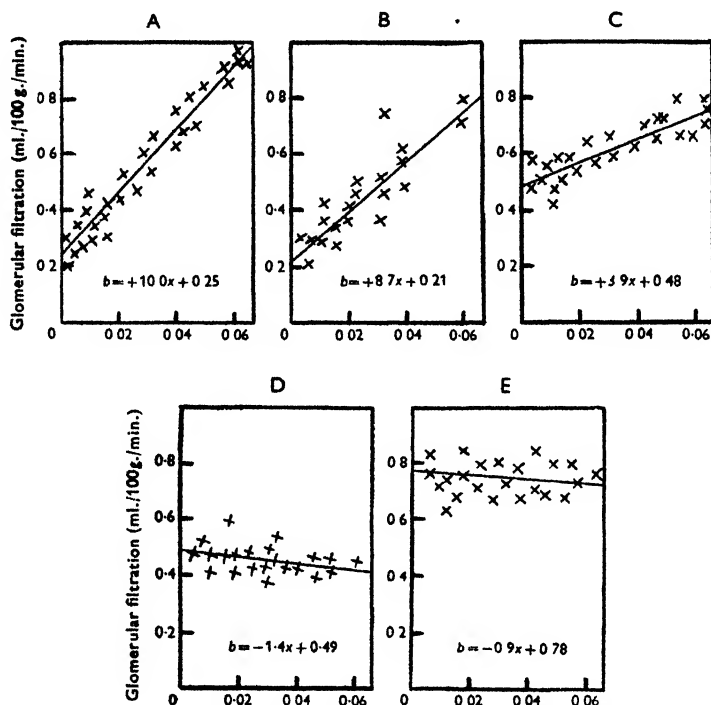 A B C
Glomerular filtration (ml./100 g./min.)
0 8
0 6
0 4
0 2
b=+10 0x+0 25
0 0 02 0 04 0 06
b=+8 7x+0 21
0 0 02 0 04 0.06
0 8
0 6
0 4
0 2
b=+3 9x+0 48
0 0 02 0 04 0 06
D E
Glomerular filtration (ml./100g./min.)
0·8
0·6
0·4
0·2
b=−1·4x+0·49
0 0 02 0 04 0·06
0 8
0 6
0 4
0 2
b=−0 9x+0 78
0 0 02 0 04 0 06